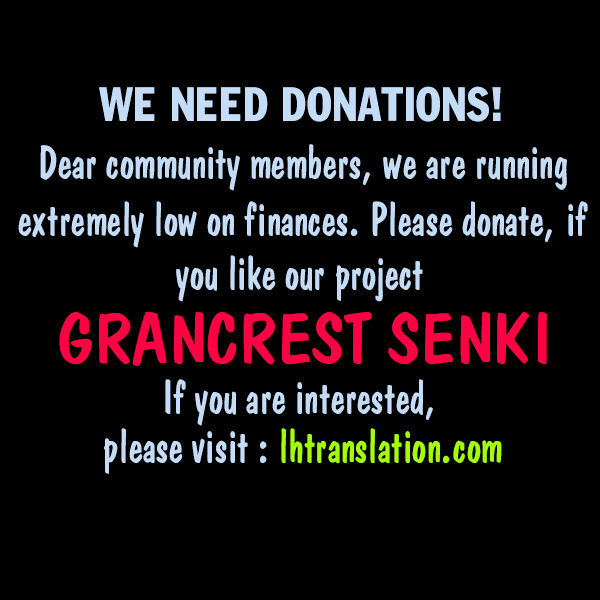 WE NEED DONATIONS!
Dear community members, we are running
extremely low on finances. Please donate, if
you like our project
GRANCREST SENKI
If you are interested,
please visit : lhtranslation.com